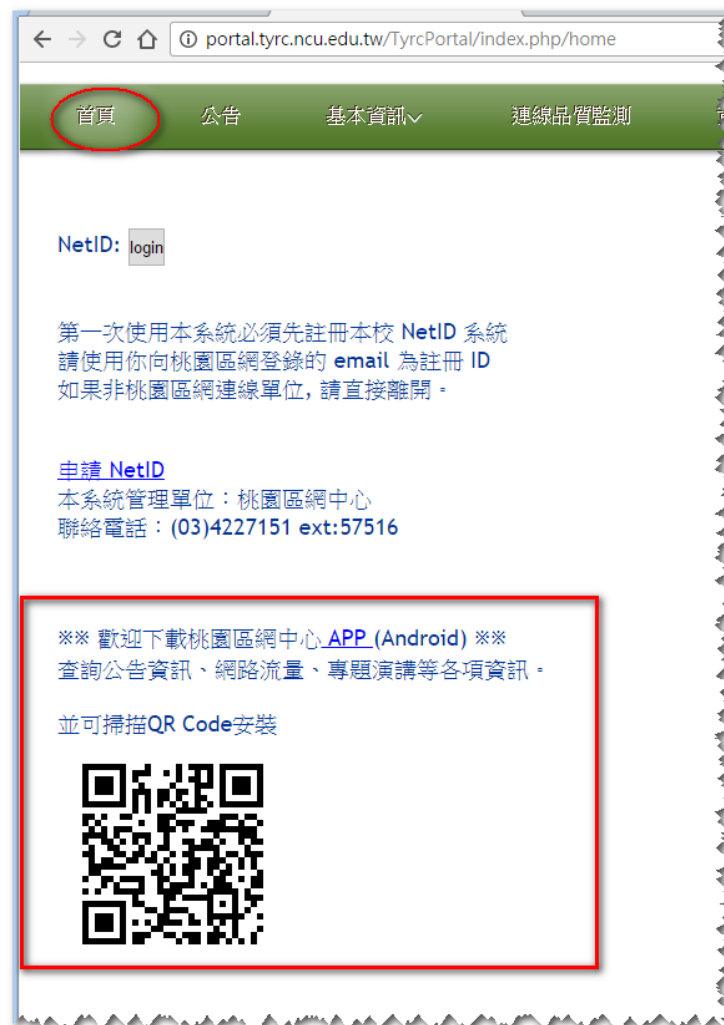 portal.tyrc.ncu.edu.tw/TyrcPortal/index.php/home
首頁 公告 基本資訊 連線品質監測
NetID: login
第一次使用本系統必須先註冊本校 NetID 系統
請使用你向桃園區網登錄的 email 為註冊 ID
如果非桃園區網連線單位, 請直接離開。
申請 NetID
本系統管理單位：桃園區網中心
聯絡電話：(03)4227151 ext:57516
※※ 歡迎下載桃園區網中心 APP (Android) ※※
查詢公告資訊、網路流量、專題演講等各項資訊。
並可掃描QR Code安裝